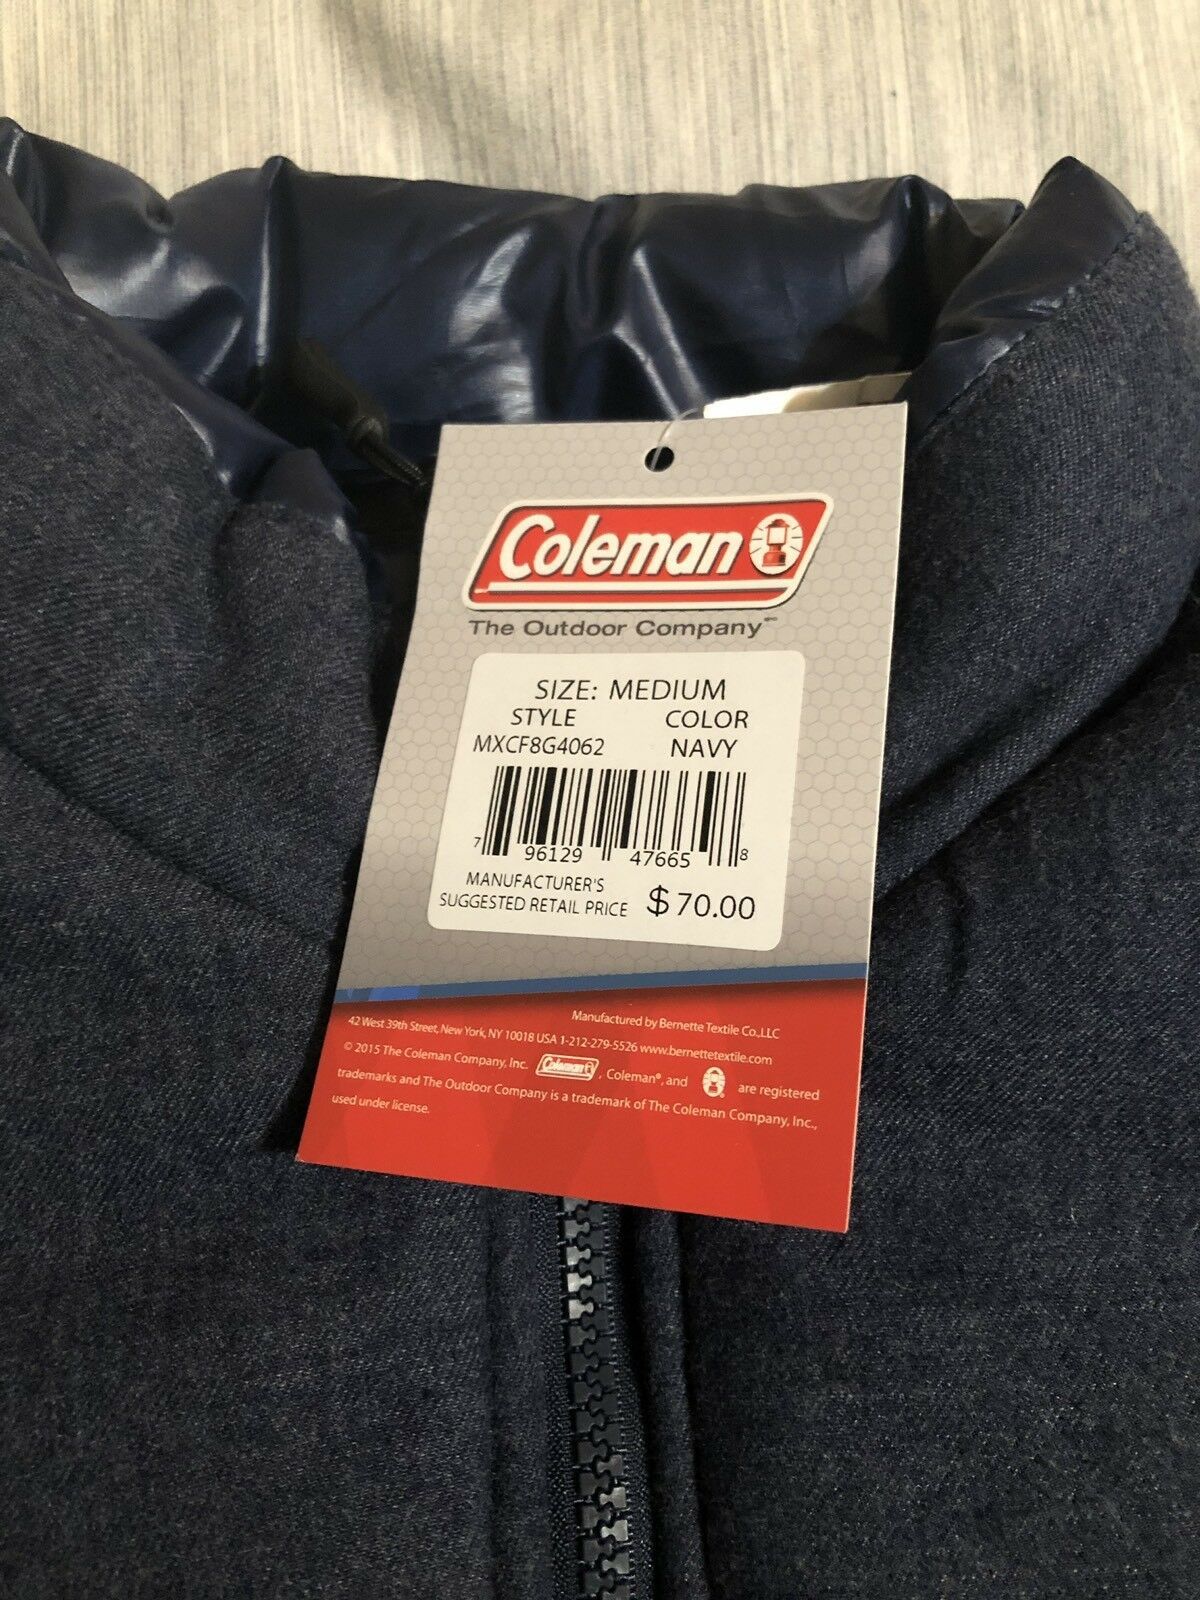 Coleman
The Outdoor Company™
SIZE: MEDIUM
STYLE COLOR
MXCF8G4062 NAVY
7 96129 47665 8
MANUFACTURER'S
SUGGESTED RETAIL PRICE $70.00
Manufactured by Bernette Textile Co.,LLC
42 West 39th Street, New York, NY 10018 USA 1-212-279-5526 www.bernettetextile.com
© 2015 The Coleman Company, Inc. Coleman, Coleman®, and are registered
trademarks and The Outdoor Company is a trademark of The Coleman Company, Inc.,
used under license.